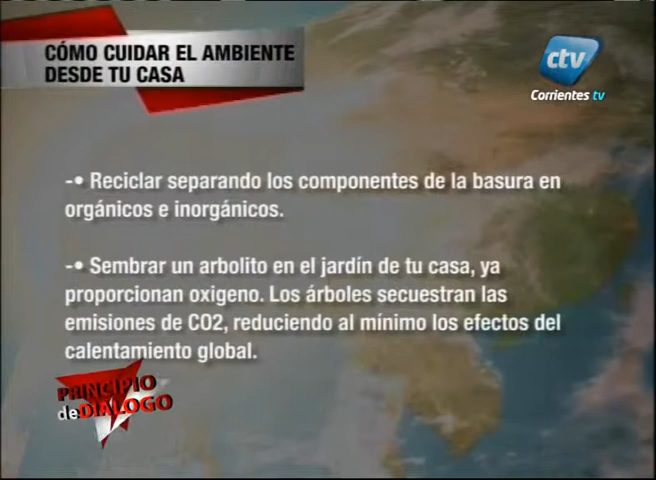 CÓMO CUIDAR EL AMBIENTE
DESDE TU CASA
ctv
Corrientes tv
-• Reciclar separando los componentes de la basura en
orgánicos e inorgánicos.
-• Sembrar un arbolito en el jardín de tu casa, ya
proporcionan oxigeno. Los árboles secuestran las
emisiones de CO2, reduciendo al mínimo los efectos del
calentamiento global.
PRINCIPIO
deDIALOGO